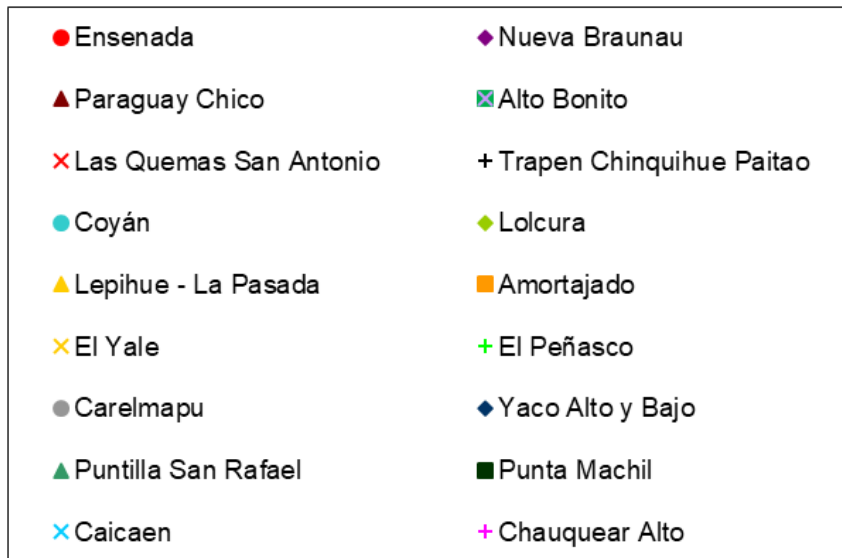 Ensenada
Nueva Braunau
Paraguay Chico
Alto Bonito
Las Quemas San Antonio
Trapen Chinquihue Paitao
Coyán
Lolcura
Lepihue - La Pasada
Amortajado
El Yale
El Peñasco
Carelmapu
Yaco Alto y Bajo
Puntilla San Rafael
Punta Machil
Caicaen
Chauquear Alto